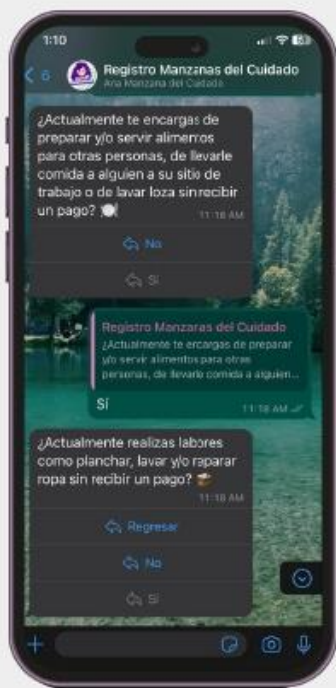 1:10
6
Registro Manzanas del Cuidado
Ana Manzana del Cuidado
¿Actualmente te encargas de
preparar y/o servir alimentos
para otras personas, de llevarle
comida a alguien a su sitio de
trabajo o de lavar loza sin recibir
un pago? 🍽
11:18 AM
No
Sí
Registro Manzanas del Cuidado
¿Actualmente te encargas de preparar
y/o servir alimentos para otras
personas, de llevarle comida a alguien...
Sí
11:18 AM
¿Actualmente realizas labores
como planchar, lavar y/o reparar
ropa sin recibir un pago?
11:18 AM
Regresar
No
Sí